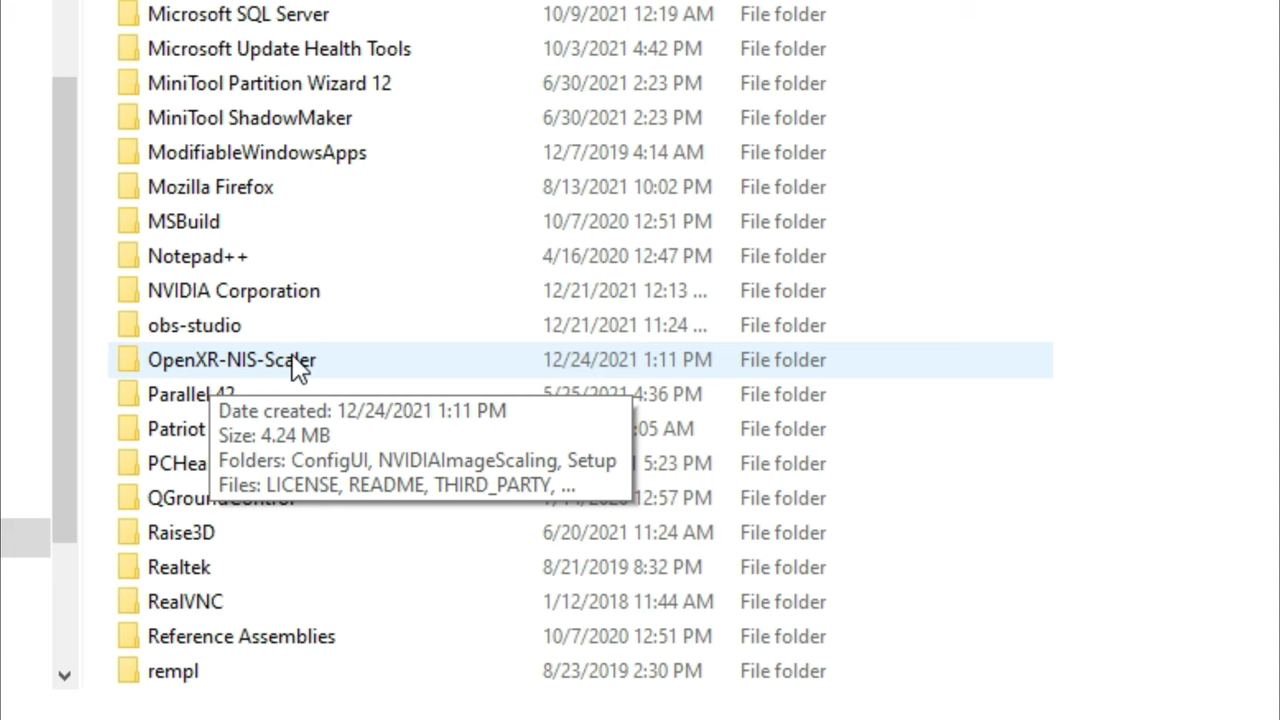 Microsoft SQL Server 10/9/2021 12:19 AM File folder
Microsoft Update Health Tools 10/3/2021 4:42 PM File folder
MiniTool Partition Wizard 12 6/30/2021 2:23 PM File folder
MiniTool ShadowMaker 6/30/2021 2:23 PM File folder
ModifiableWindowsApps 12/7/2019 4:14 AM File folder
Mozilla Firefox 8/13/2021 10:02 PM File folder
MSBuild 10/7/2020 12:51 PM File folder
Notepad++ 4/16/2020 12:47 PM File folder
NVIDIA Corporation 12/21/2021 12:13 ... File folder
obs-studio 12/21/2021 11:24 ... File folder
OpenXR-NIS-Scaler 12/24/2021 1:11 PM File folder
Parallel 42 5/25/2021 4:36 PM File folder
Date created: 12/24/2021 1:11 PM
Patriot :05 AM File folder
Size: 4.24 MB
PCHea 5:23 PM File folder
Folders: ConfigUI, NVIDIAImageScaling, Setup
Files: LICENSE, README, THIRD_PARTY, ...
QGroundControl 12:57 PM File folder
Raise3D 6/20/2021 11:24 AM File folder
Realtek 8/21/2019 8:32 PM File folder
RealVNC 1/12/2018 11:44 AM File folder
Reference Assemblies 10/7/2020 12:51 PM File folder
rempl 8/23/2019 2:30 PM File folder